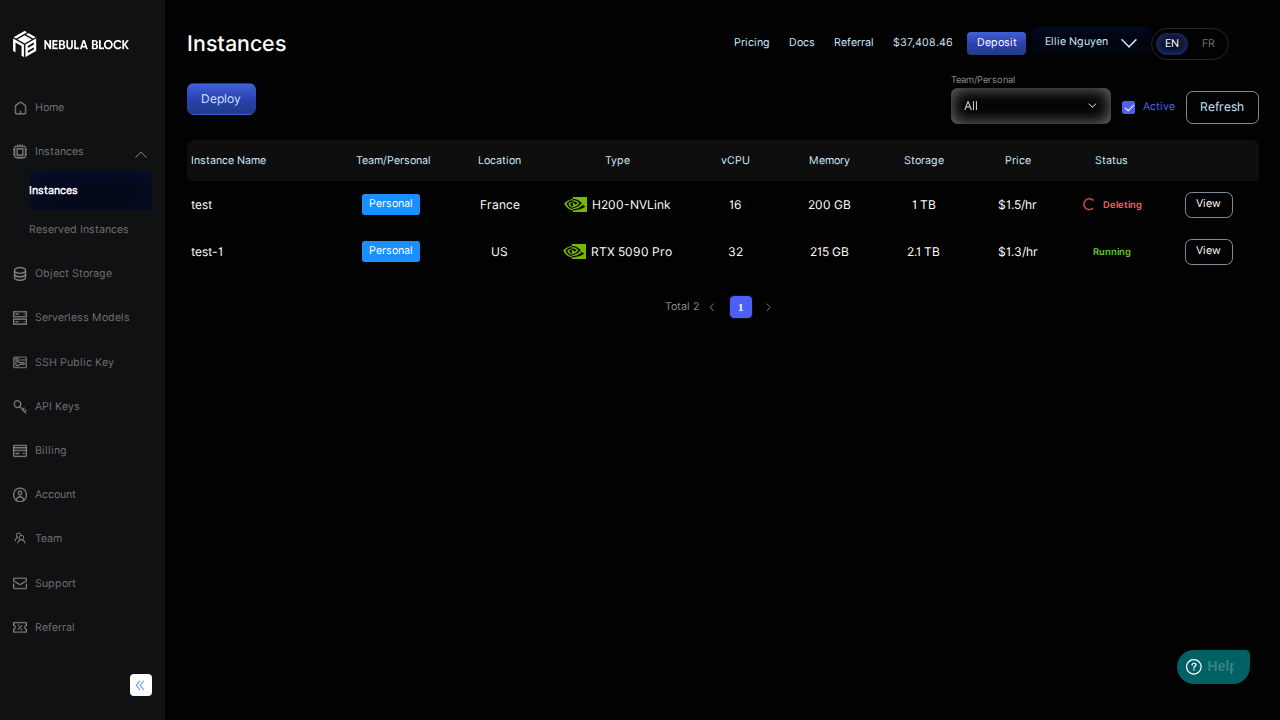 NEBULA BLOCK
Home
Instances
Instances
Reserved Instances
Object Storage
Serverless Models
SSH Public Key
API Keys
Billing
Account
Team
Support
Referral
Instances
Pricing Docs Referral $37,408.46 Deposit Ellie Nguyen EN FR
Deploy
Team/Personal
All
Active
Refresh
Instance Name Team/Personal Location Type vCPU Memory Storage Price Status
test Personal France H200-NVLink 16 200 GB 1 TB $1.5/hr Deleting View
test-1 Personal US RTX 5090 Pro 32 215 GB 2.1 TB $1.3/hr Running View
Total 2 1
Help